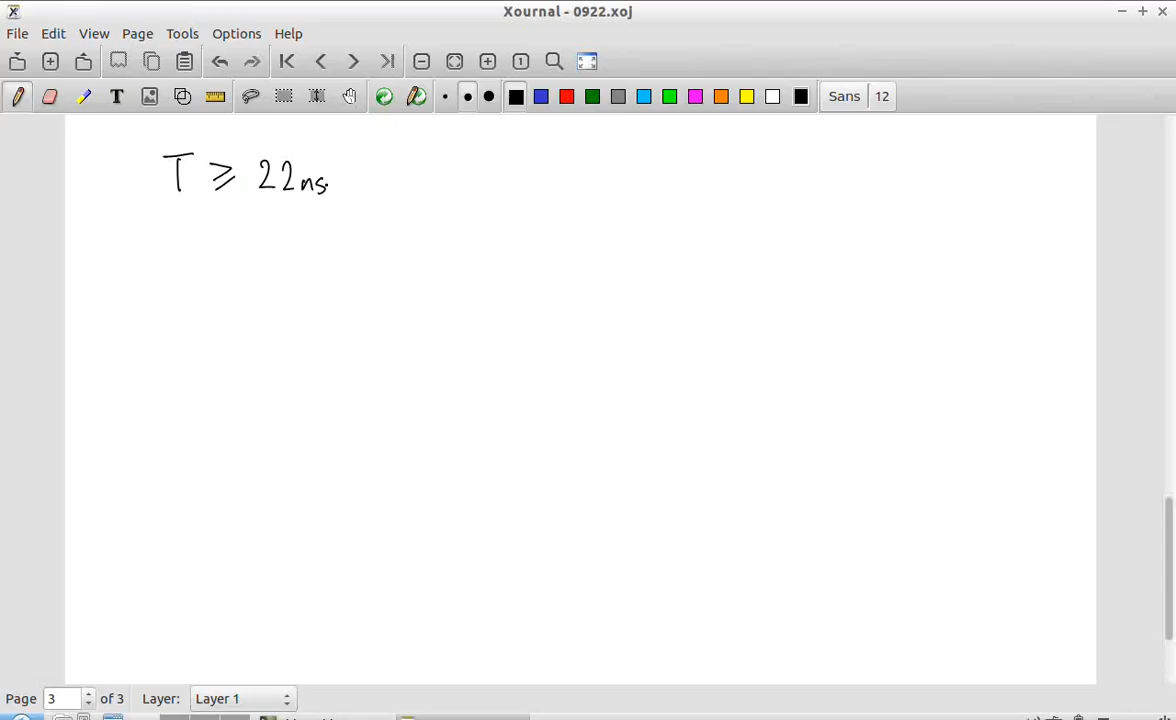 Xournal - 0922.xoj
File Edit View Page Tools Options Help
Sans 12
T ≥ 22ns
Page 3 of 3 Layer: Layer 1